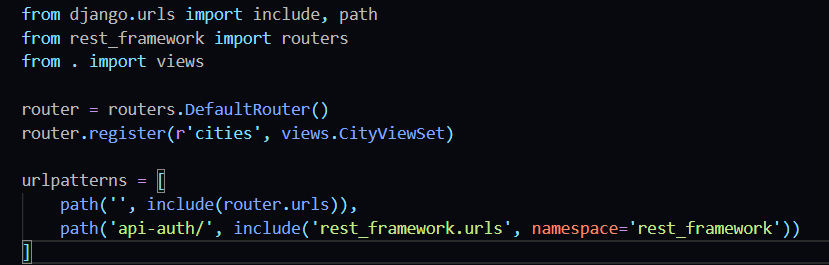 from django.urls import include, path
from rest_framework import routers
from . import views
router = routers.DefaultRouter()
router.register(r'cities', views.CityViewSet)
urlpatterns = [
    path('', include(router.urls)),
    path('api-auth/', include('rest_framework.urls', namespace='rest_framework'))
]